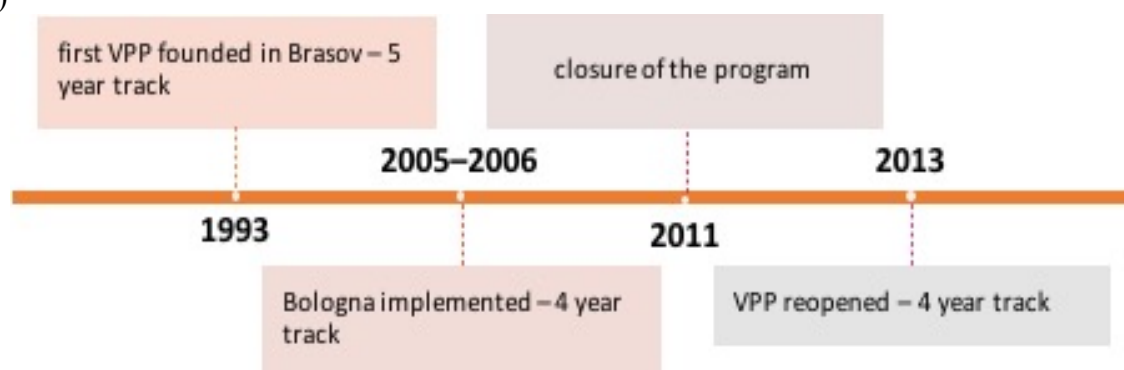 )
first VPP founded in Brasov – 5
year track
closure of the program
2005–2006
2013
1993
2011
Bologna implemented – 4 year
track
VPP reopened – 4 year track